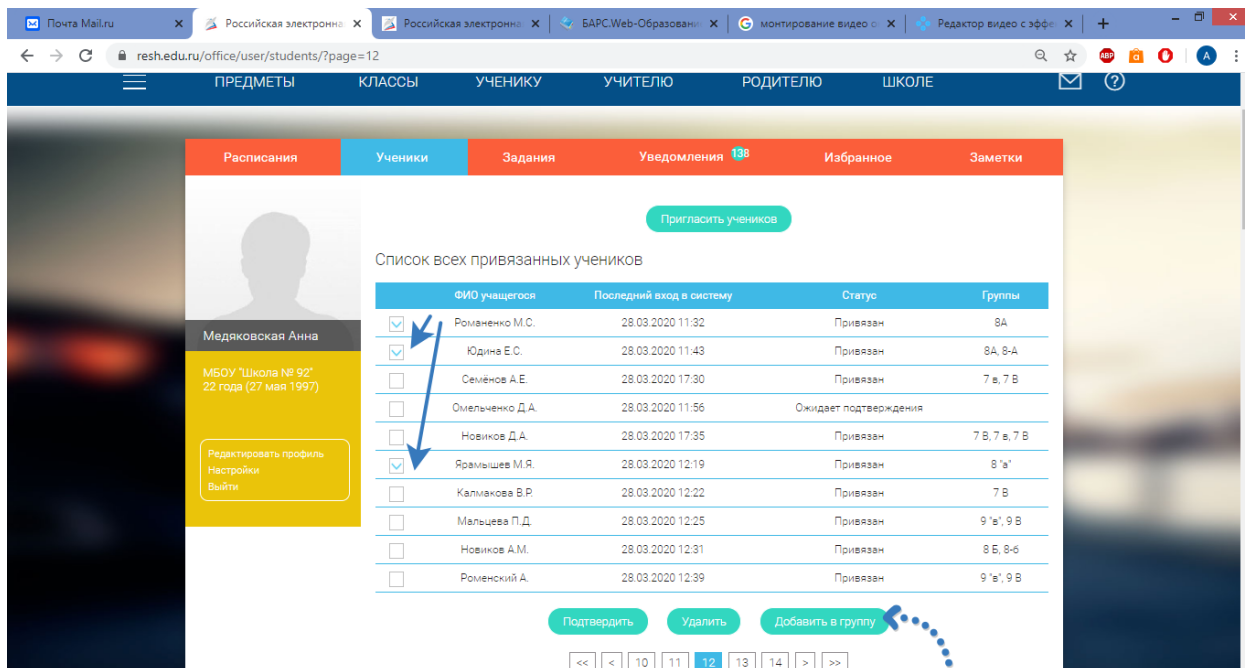 Почта Mail.ru
Российская электронна
Российская электронна
БАРС.Web-Образовани
монтирование видео о
Редактор видео с эффе
resh.edu.ru/office/user/students/?page=12
ABP
A
ПРЕДМЕТЫ КЛАССЫ УЧЕНИКУ УЧИТЕЛЮ РОДИТЕЛЮ ШКОЛЕ
Расписания Ученики Задания Уведомления 138 Избранное Заметки
Пригласить учеников
Список всех привязанных учеников
Медяковская Анна
МБОУ "Школа № 92"
22 года (27 мая 1997)
Редактировать профиль
Настройки
Выйти
ФИО учащегося Последний вход в систему Статус Группы
Романенко М.С. 28.03.2020 11:32 Привязан 8А
Юдина Е.С. 28.03.2020 11:43 Привязан 8А, 8-А
Семёнов А.Е. 28.03.2020 17:30 Привязан 7 в, 7 В
Омельченко Д.А. 28.03.2020 11:56 Ожидает подтверждения
Новиков Д.А. 28.03.2020 17:35 Привязан 7 В, 7 в, 7 В
Ярамышев М.Я. 28.03.2020 12:19 Привязан 8 "а"
Калмакова В.Р. 28.03.2020 12:22 Привязан 7 В
Мальцева П.Д. 28.03.2020 12:25 Привязан 9 "в", 9 В
Новиков А.М. 28.03.2020 12:31 Привязан 8 Б, 8-б
Роменский А. 28.03.2020 12:39 Привязан 9 "в", 9 В
Подтвердить Удалить Добавить в группу
<< < 10 11 12 13 14 > >>